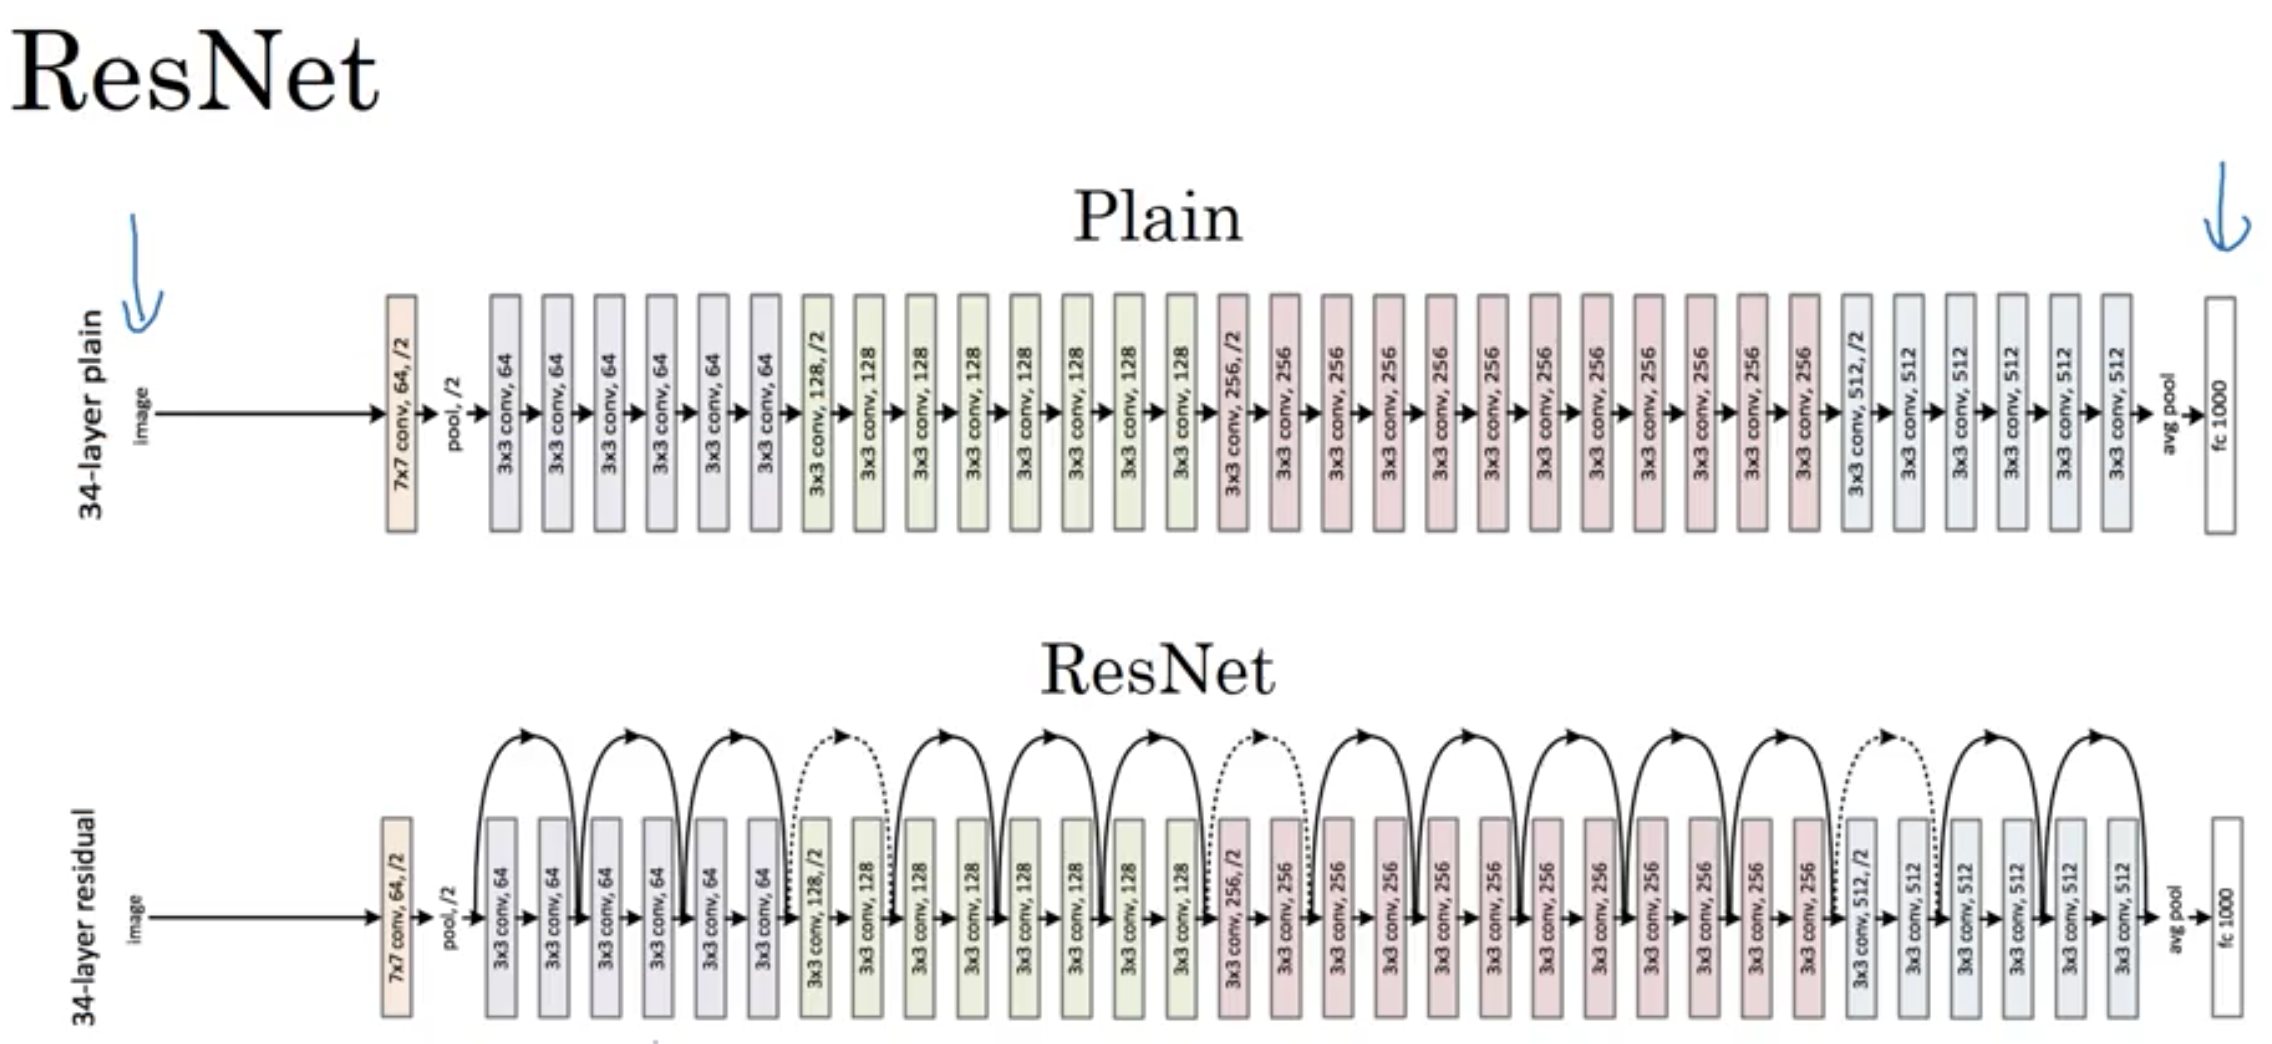 ResNet
Plain
34-layer plain
image
7x7 conv, 64, /2
pool, /2
3x3 conv, 64
3x3 conv, 64
3x3 conv, 64
3x3 conv, 64
3x3 conv, 64
3x3 conv, 64
3x3 conv, 128, /2
3x3 conv, 128
3x3 conv, 128
3x3 conv, 128
3x3 conv, 128
3x3 conv, 128
3x3 conv, 128
3x3 conv, 128
3x3 conv, 256, /2
3x3 conv, 256
3x3 conv, 256
3x3 conv, 256
3x3 conv, 256
3x3 conv, 256
3x3 conv, 256
3x3 conv, 256
3x3 conv, 256
3x3 conv, 256
3x3 conv, 256
3x3 conv, 256
3x3 conv, 512, /2
3x3 conv, 512
3x3 conv, 512
3x3 conv, 512
3x3 conv, 512
3x3 conv, 512
avg pool
fc 1000
ResNet
34-layer residual
image
7x7 conv, 64, /2
pool, /2
3x3 conv, 64
3x3 conv, 64
3x3 conv, 64
3x3 conv, 64
3x3 conv, 64
3x3 conv, 64
3x3 conv, 128, /2
3x3 conv, 128
3x3 conv, 128
3x3 conv, 128
3x3 conv, 128
3x3 conv, 128
3x3 conv, 128
3x3 conv, 128
3x3 conv, 256, /2
3x3 conv, 256
3x3 conv, 256
3x3 conv, 256
3x3 conv, 256
3x3 conv, 256
3x3 conv, 256
3x3 conv, 256
3x3 conv, 256
3x3 conv, 256
3x3 conv, 256
3x3 conv, 256
3x3 conv, 512, /2
3x3 conv, 512
3x3 conv, 512
3x3 conv, 512
3x3 conv, 512
3x3 conv, 512
avg pool
fc 1000